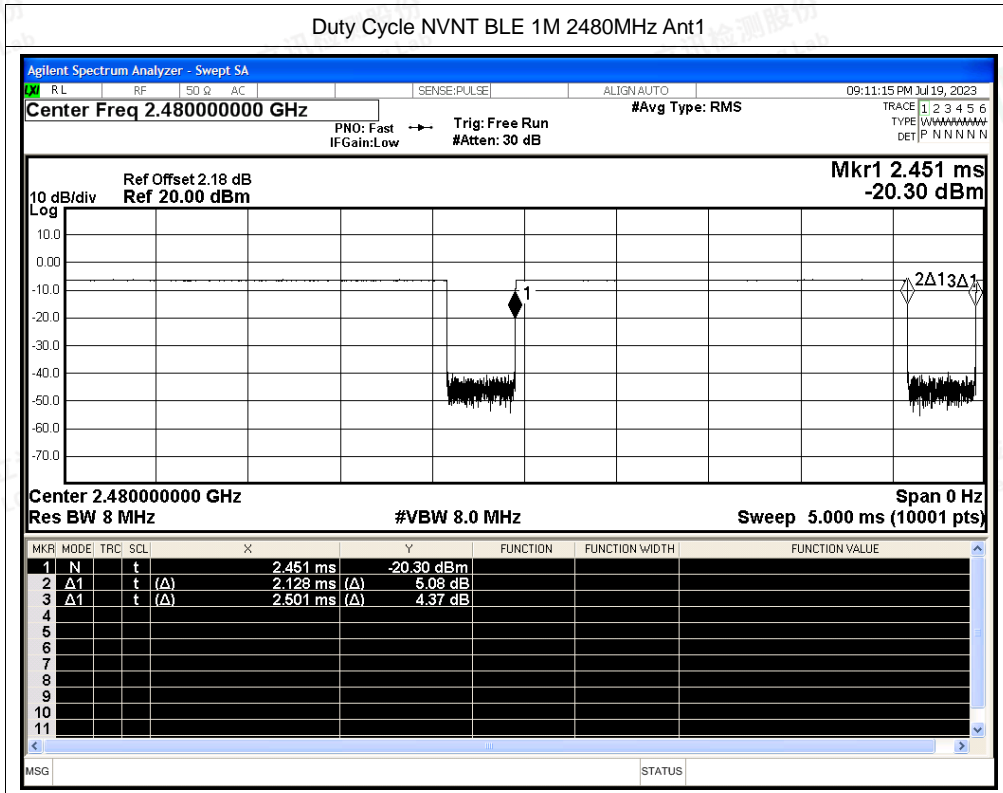 Duty Cycle NVNT BLE 1M 2480MHz Ant1
Agilent Spectrum Analyzer - Swept SA
LXI RL RF 50 Ω AC SENSE:PULSE ALIGN AUTO 09:11:15 PM Jul 19, 2023
Center Freq 2.480000000 GHz #Avg Type: RMS TRACE 1 2 3 4 5 6
PNO: Fast Trig: Free Run TYPE
IFGain:Low #Atten: 30 dB DET P N N N N N
Mkr1 2.451 ms
Ref Offset 2.18 dB
10 dB/div Ref 20.00 dBm -20.30 dBm
Log
10.0
0.00
-10.0
-20.0
-30.0
-40.0
-50.0
-60.0
-70.0
1
2Δ1 3Δ1
Center 2.480000000 GHz Span 0 Hz
Res BW 8 MHz #VBW 8.0 MHz Sweep 5.000 ms (10001 pts)
MKR MODE TRC SCL X Y FUNCTION FUNCTION WIDTH FUNCTION VALUE
1 N t 2.451 ms -20.30 dBm
2 Δ1 t (Δ) 2.128 ms (Δ) 5.08 dB
3 Δ1 t (Δ) 2.501 ms (Δ) 4.37 dB
4
5
6
7
8
9
10
11
MSG STATUS